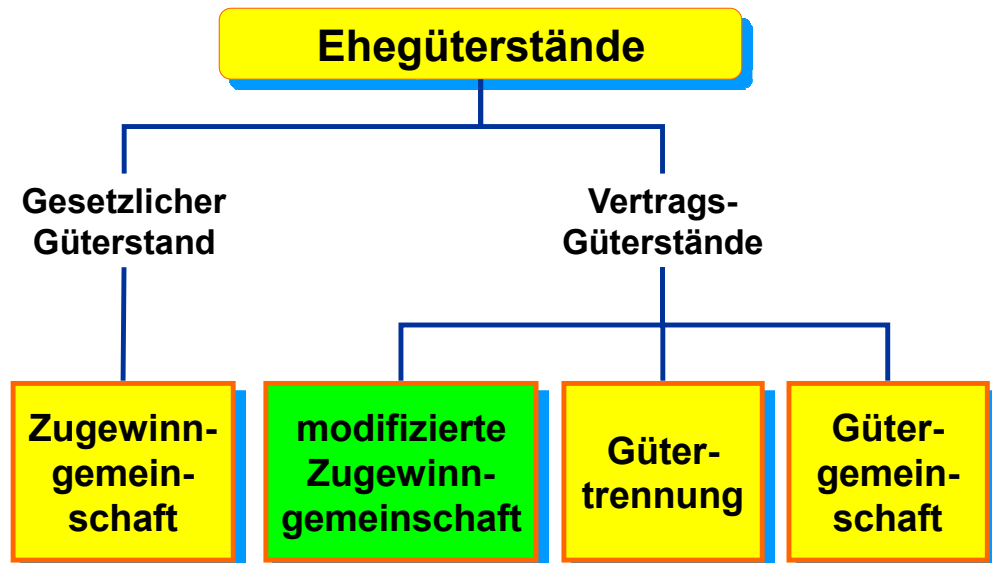 Ehegüterstände
Gesetzlicher
Güterstand
Vertrags-
Güterstände
Zugewinn-
gemein-
schaft
modifizierte
Zugewinn-
gemeinschaft
Güter-
trennung
Güter-
gemein-
schaft